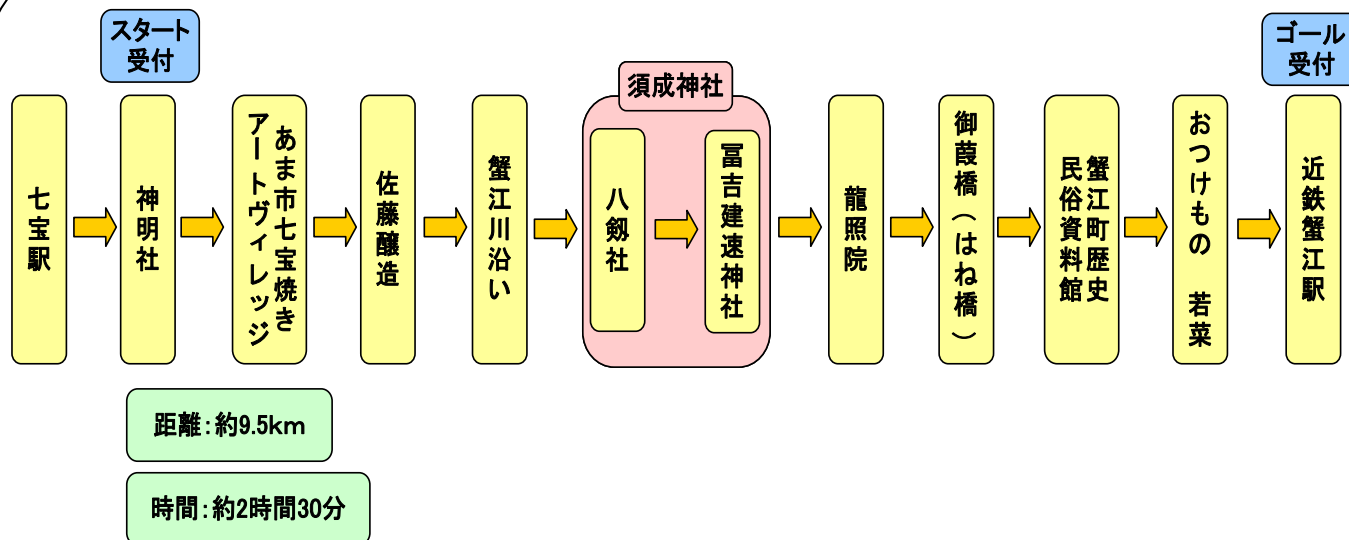 スタート
受付
ゴール
受付
七宝駅
神明社
あま市七宝焼き
アートヴィレッジ
佐藤醸造
蟹江川沿い
須成神社
八剱社
冨吉建速神社
龍照院
御葭橋（はね橋）
蟹江町歴史
民俗資料館
おつけもの 若菜
近鉄蟹江駅
距離：約9.5km
時間：約2時間30分